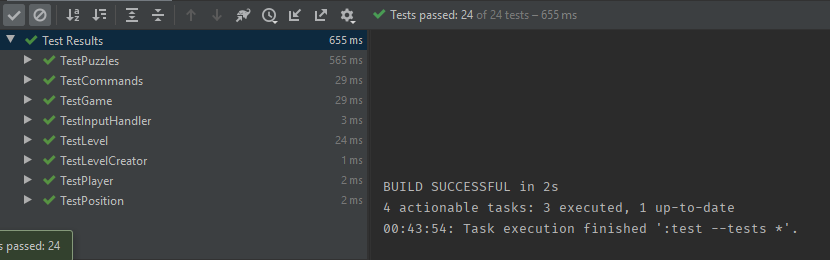 Tests passed: 24 of 24 tests – 655 ms
Test Results 655 ms
TestPuzzles 565 ms
TestCommands 29 ms
TestGame 29 ms
TestInputHandler 3 ms
TestLevel 24 ms
TestLevelCreator 1 ms
TestPlayer 2 ms
TestPosition 2 ms
s passed: 24
BUILD SUCCESSFUL in 2s
4 actionable tasks: 3 executed, 1 up-to-date
00:43:54: Task execution finished ':test --tests *'.